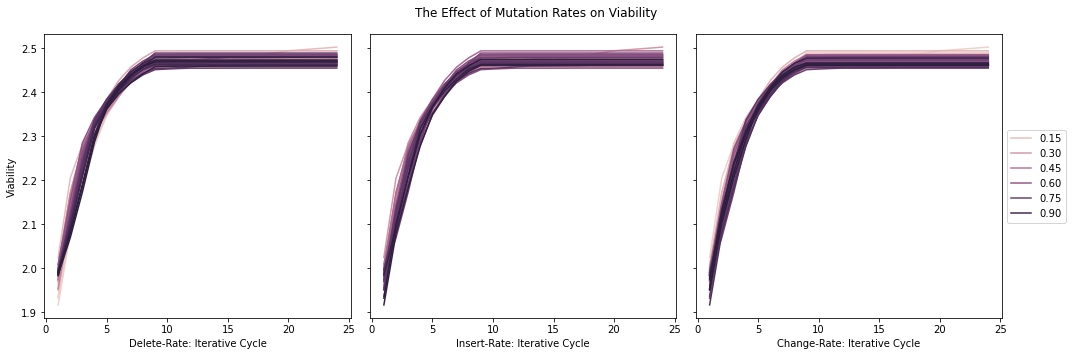 The Effect of Mutation Rates on Viability
Viability
2.5
2.4
2.3
2.2
2.1
2.0
1.9
0 5 10 15 20 25
Delete-Rate: Iterative Cycle
0 5 10 15 20 25
Insert-Rate: Iterative Cycle
0 5 10 15 20 25
Change-Rate: Iterative Cycle
0.15
0.30
0.45
0.60
0.75
0.90